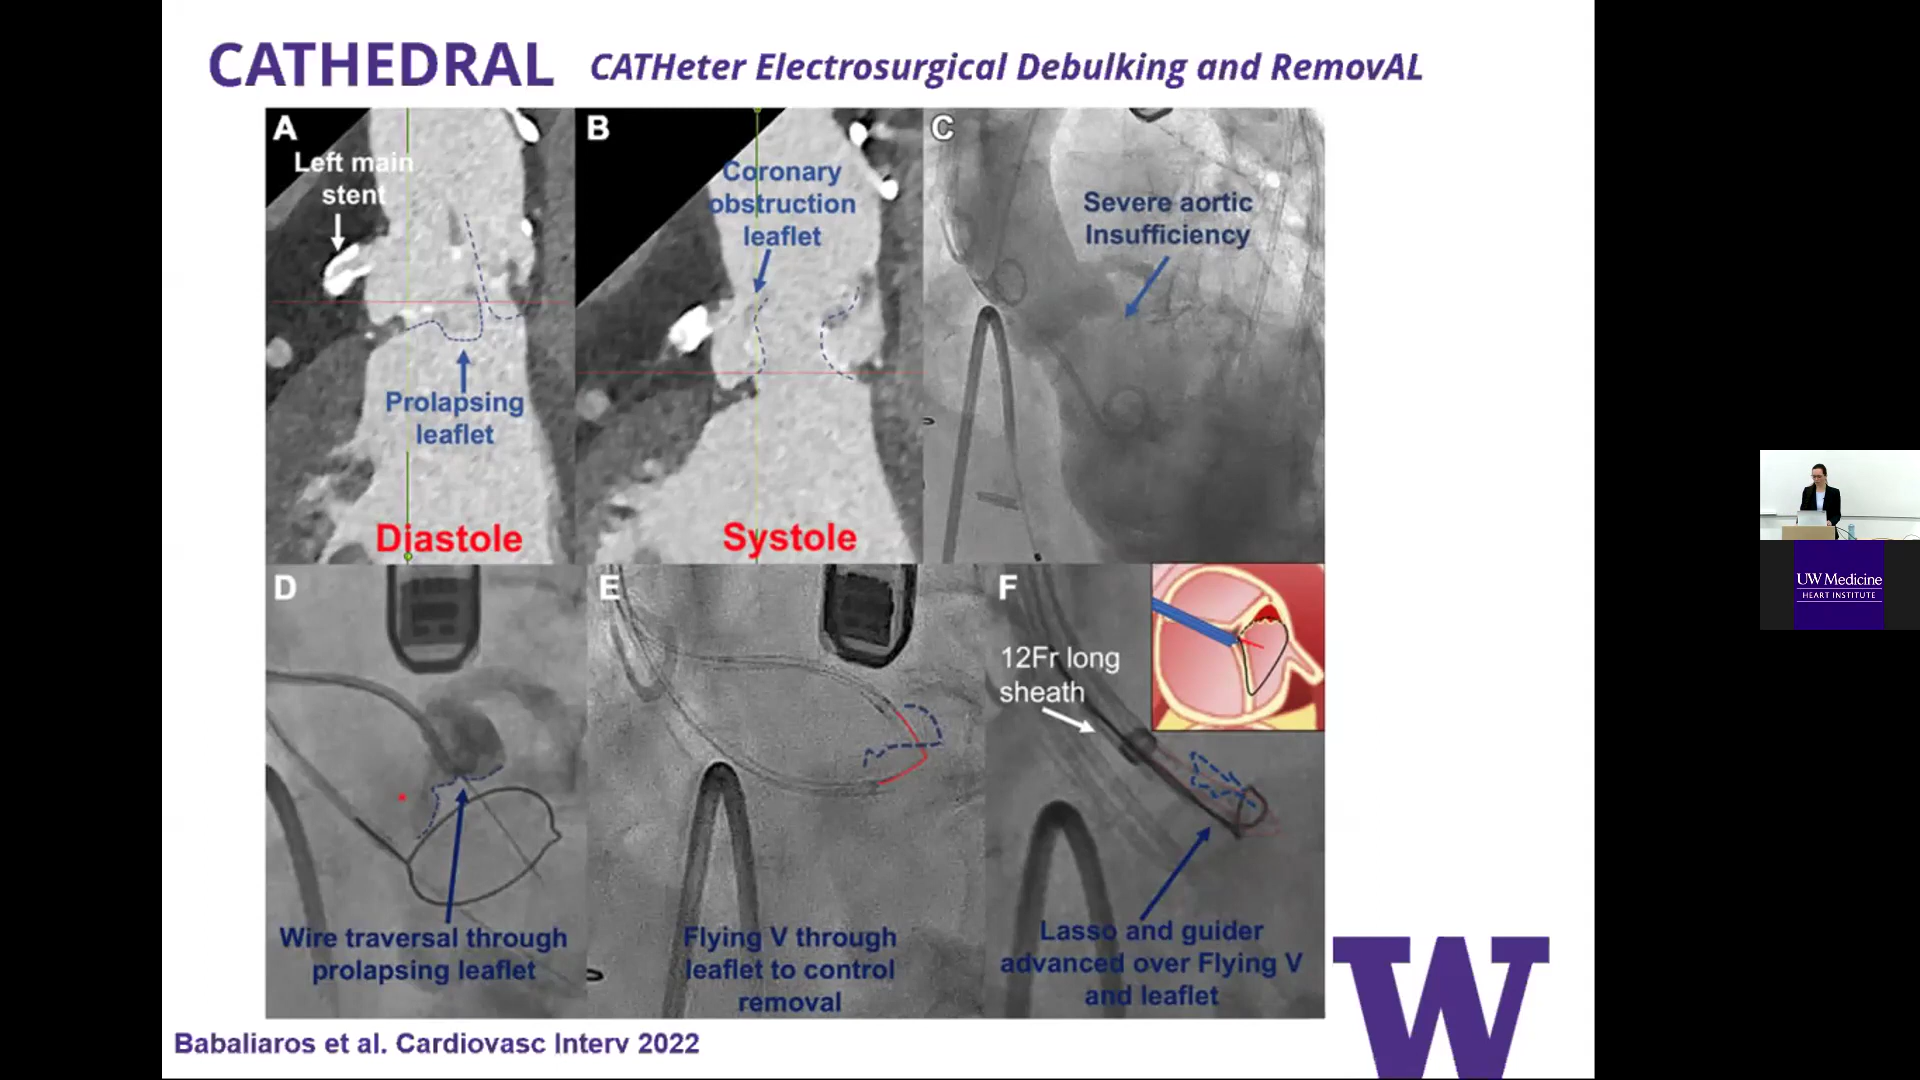 CATHEDRAL CATHeter Electrosurgical Debulking and RemovAL
A
Left main
stent
Prolapsing
leaflet
Diastole
B
Coronary
obstruction
leaflet
Systole
C
Severe aortic
Insufficiency
D
Wire traversal through
prolapsing leaflet
E
Flying V through
leaflet to control
removal
F
12Fr long
sheath
Lasso and guider
advanced over Flying V
and leaflet
Babaliaros et al. Cardiovasc Interv 2022
W
UW Medicine
HEART INSTITUTE